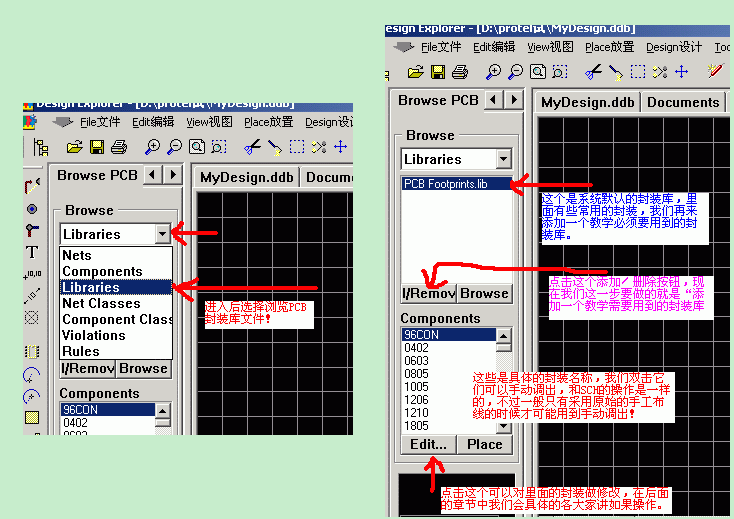 Design Explorer - [D:\protel试\MyDesign.ddb]
File文件 Edit编辑 View视图 Place放置 Design设计
Browse PCB
MyDesign.ddb
Browse
Libraries
Nets
Components
Libraries
Net Classes
Component Class
Violations
Rules
l/Remov Browse
Components
96CON
0402
0603
T
+10,10
进入后选择浏览PCB
封装库文件!
esign Explorer - [D:\protel试\MyDesign.ddb]
File文件 Edit编辑 View视图 Place放置 Design设计 Too
Browse PCB
MyDesign.ddb Documents
Browse
Libraries
PCB Footprints.lib
这个是系统默认的封装库，里
面有些常用的封装，我们再来
添加一个教学必须要用到的封
装库。
点击这个添加/删除按钮，现
在我们这一步要做的就是“添
加一个教学需要用到的封装库
l/Remov Browse
Components
96CON
0402
0603
0805
1005
1206
1210
1805
这些是具体的封装名称，我们双击它
们可以手动调出，和SCH的操作是一样
的，不过一般只有采用原始的手工布
线的时候才可能用到手动调出!
Edit... Place
点击这个可以对里面的封装做修改，在后面
的章节中我们会具体的各大家讲如果操作。